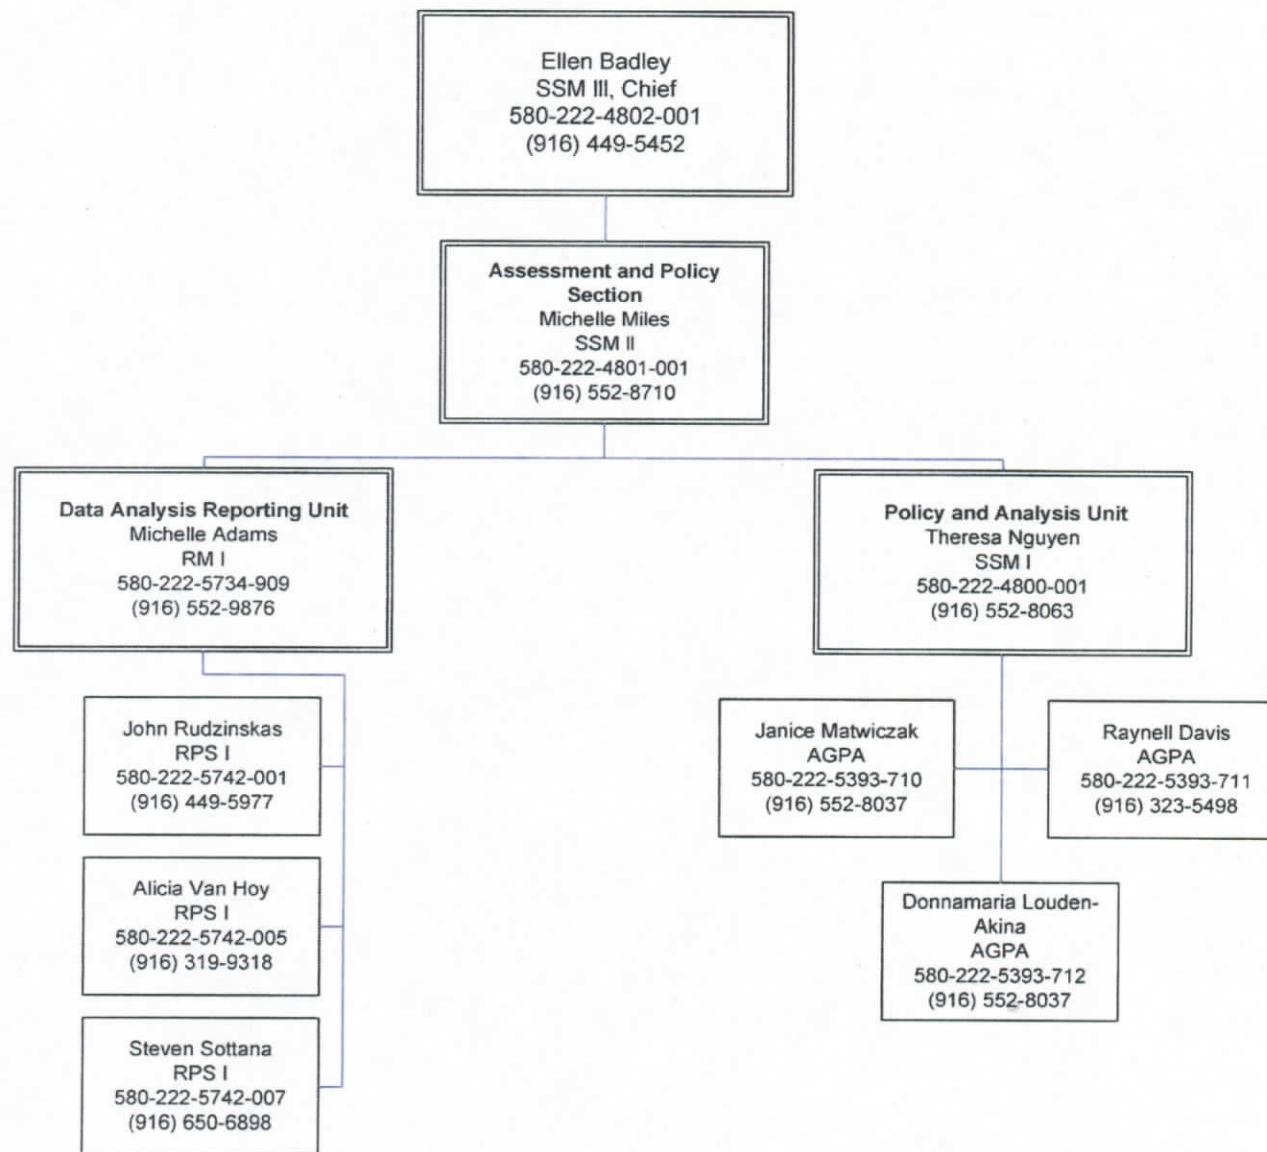 Ellen Badley
SSM III, Chief
580-222-4802-001
(916) 449-5452
Assessment and Policy
Section
Michelle Miles
SSM II
580-222-4801-001
(916) 552-8710
Data Analysis Reporting Unit
Michelle Adams
RM I
580-222-5734-909
(916) 552-9876
Policy and Analysis Unit
Theresa Nguyen
SSM I
580-222-4800-001
(916) 552-8063
John Rudzinskas
RPS I
580-222-5742-001
(916) 449-5977
Alicia Van Hoy
RPS I
580-222-5742-005
(916) 319-9318
Steven Sottana
RPS I
580-222-5742-007
(916) 650-6898
Janice Matwiczak
AGPA
580-222-5393-710
(916) 552-8037
Raynell Davis
AGPA
580-222-5393-711
(916) 323-5498
Donnamaria Louden-
Akina
AGPA
580-222-5393-712
(916) 552-8037